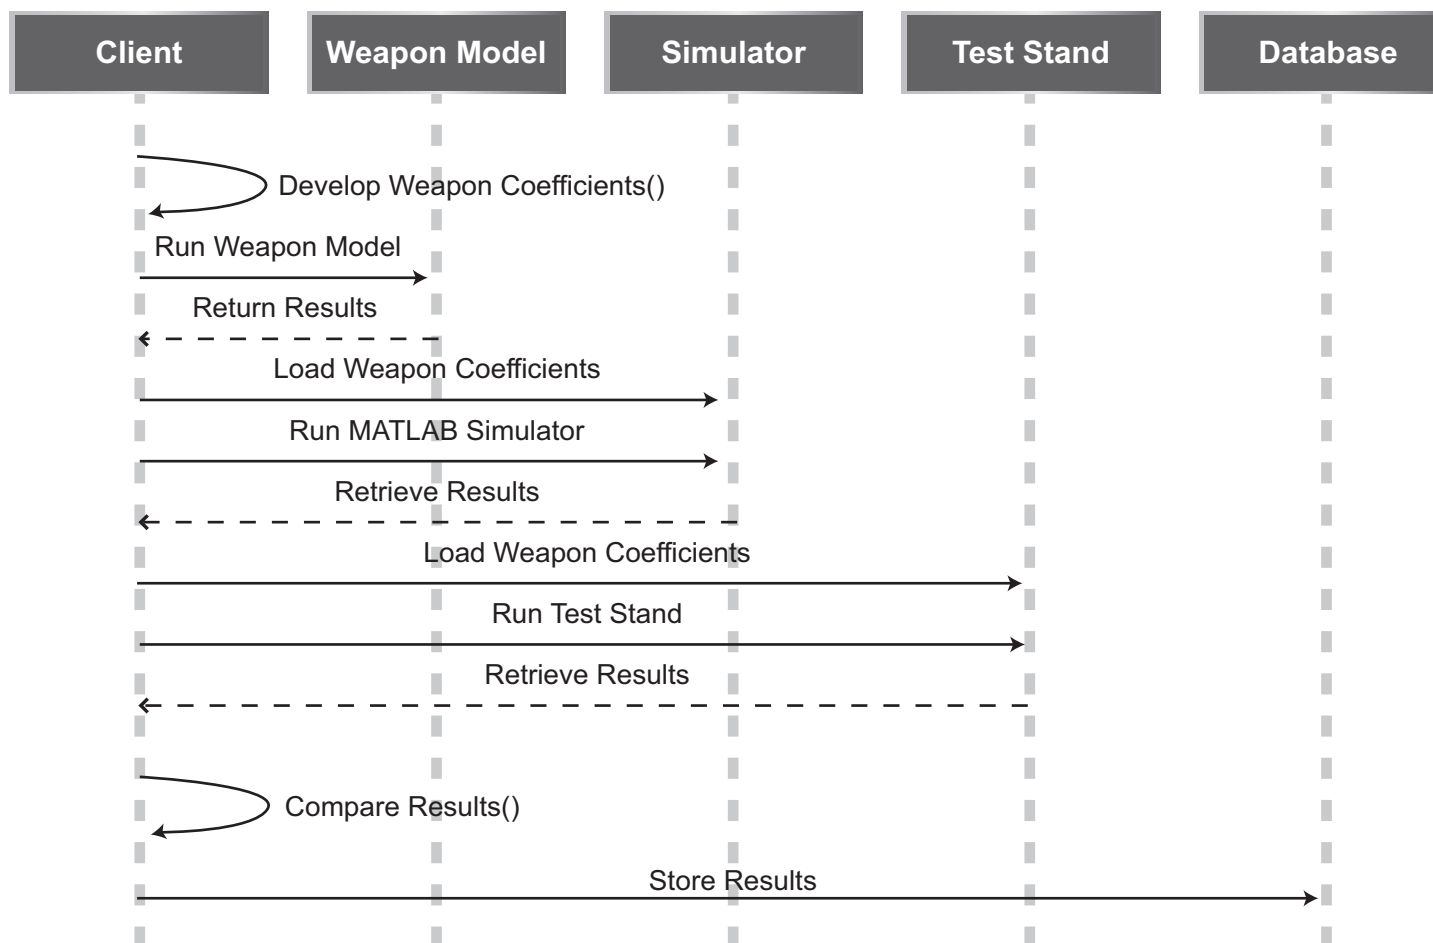 Client
Weapon Model
Simulator
Test Stand
Database
Develop Weapon Coefficients()
Run Weapon Model
Return Results
Load Weapon Coefficients
Run MATLAB Simulator
Retrieve Results
Load Weapon Coefficients
Run Test Stand
Retrieve Results
Compare Results()
Store Results